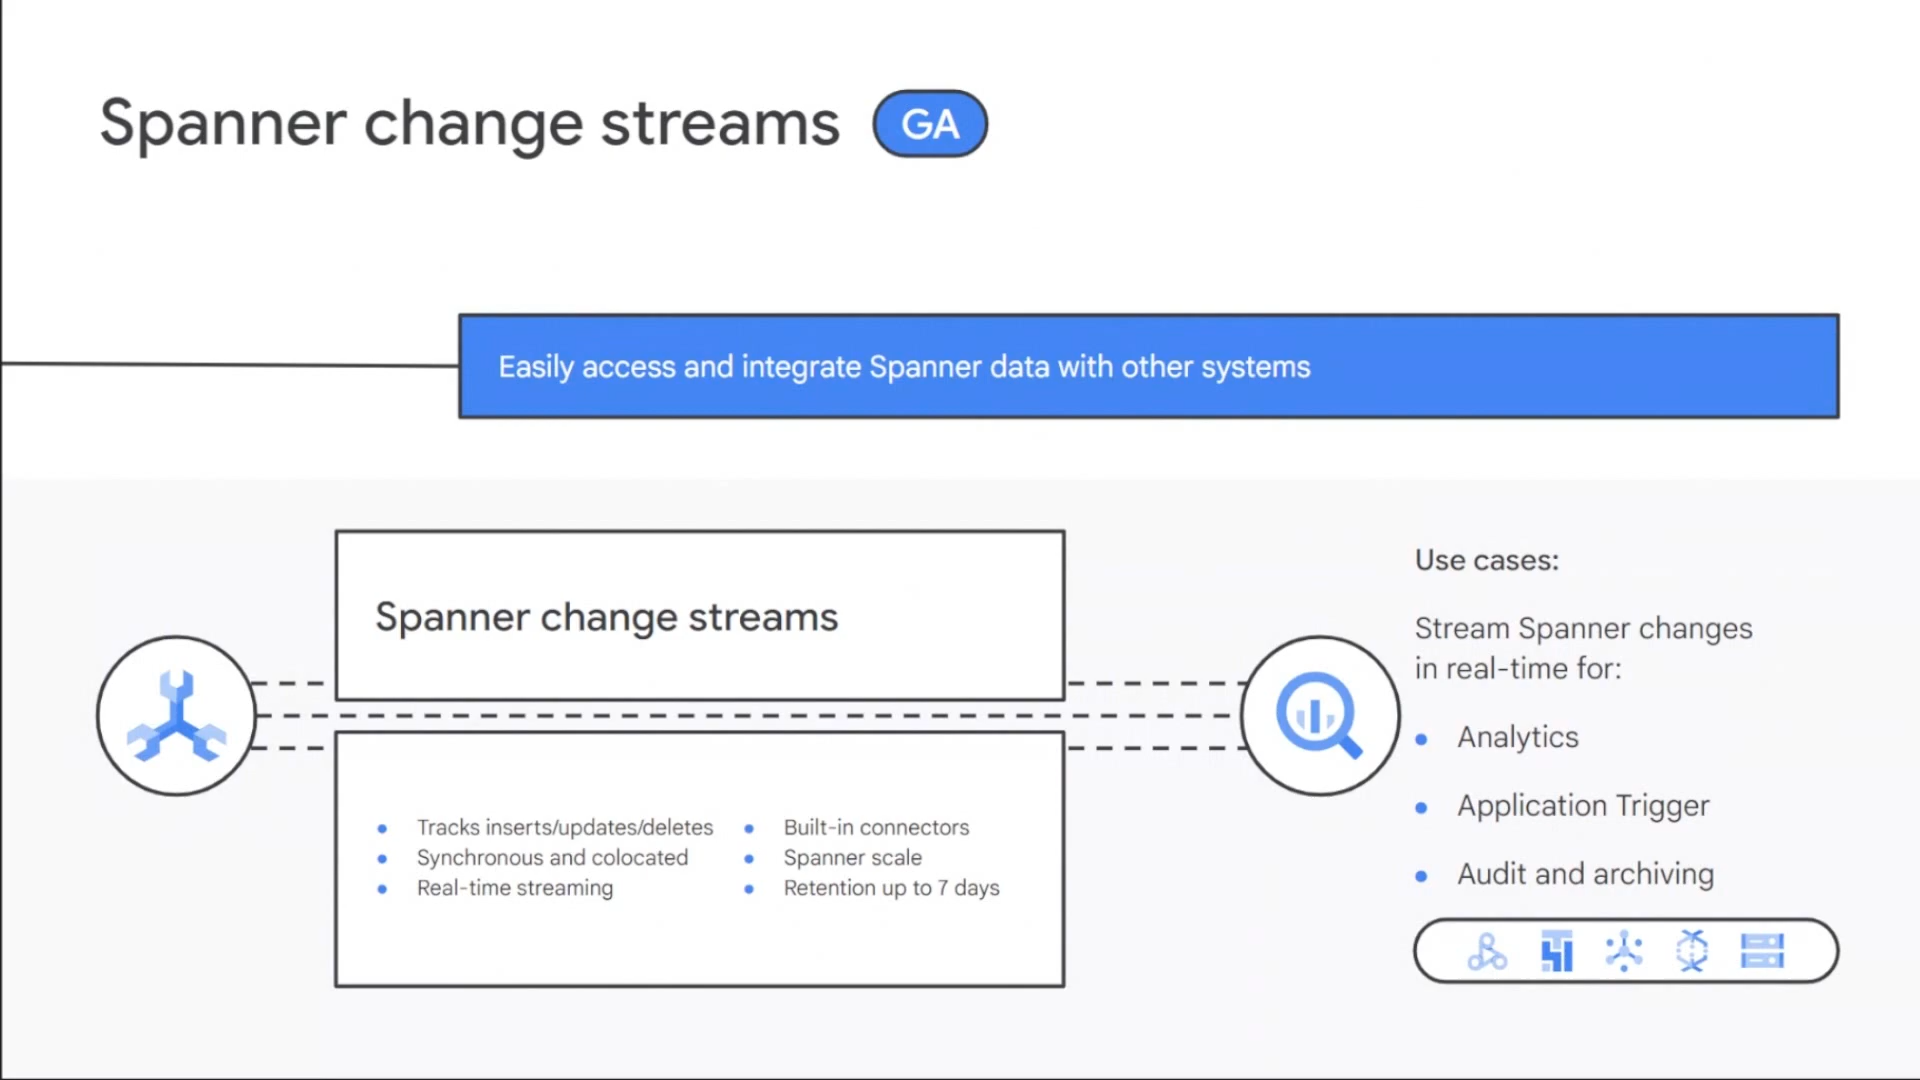 Spanner change streams GA
Easily access and integrate Spanner data with other systems
Spanner change streams
Tracks inserts/updates/deletes
Synchronous and colocated
Real-time streaming
Built-in connectors
Spanner scale
Retention up to 7 days
Use cases:
Stream Spanner changes
in real-time for:
Analytics
Application Trigger
Audit and archiving